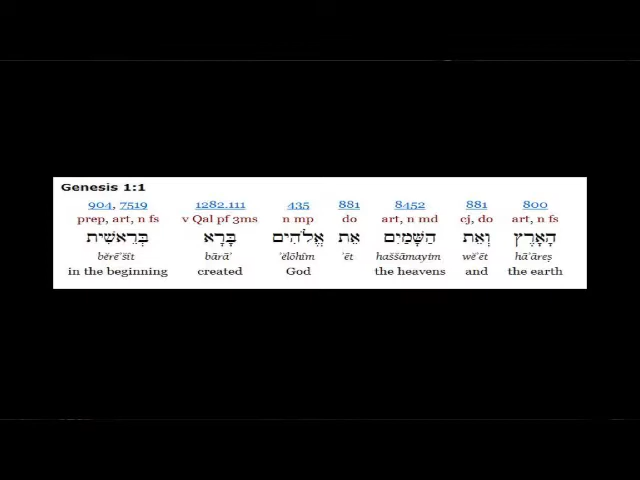 Genesis 1:1
904, 7519 1282.111 435 881 8452 881 800
prep, art, n fs v Qal pf 3ms n mp do art, n md cj, do art, n fs
בְּרֵאשִׁית בָּרָא אֱלֹהִים אֵת הַשָּׁמַיִם וְאֵת הָאָרֶץ
bĕrēʾšît bārāʾ ʾĕlōhîm ʾēt haššāmayim wĕʾēt hāʾāreṣ
in the beginning created God the heavens and the earth